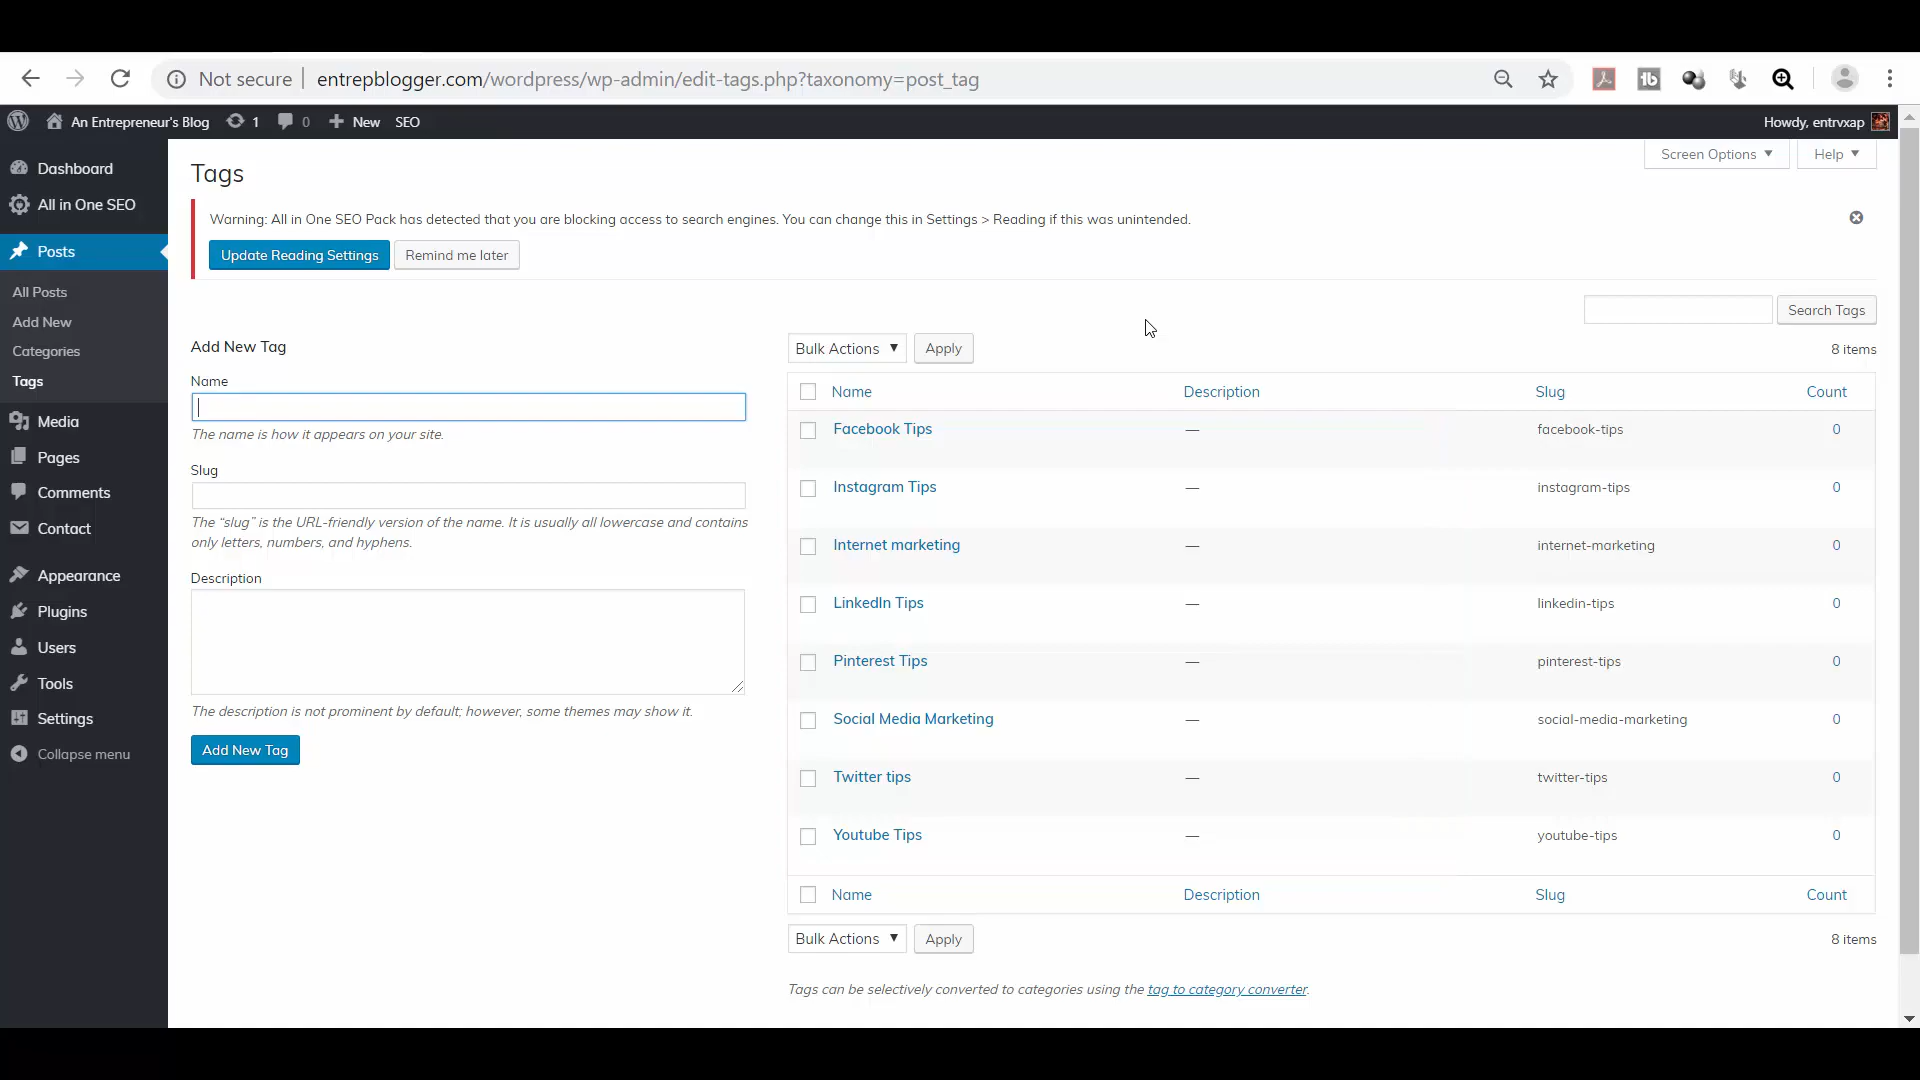 Not secure entrepblogger.com/wordpress/wp-admin/edit-tags.php?taxonomy=post_tag
An Entrepreneur's Blog 1 0 New SEO Howdy, entrvxap
Dashboard
All in One SEO
Posts
All Posts
Add New
Categories
Tags
Media
Pages
Comments
Contact
Appearance
Plugins
Users
Tools
Settings
Collapse menu
Screen Options Help
Tags
Warning: All in One SEO Pack has detected that you are blocking access to search engines. You can change this in Settings > Reading if this was unintended.
Update Reading Settings Remind me later
Search Tags
Add New Tag
Name
The name is how it appears on your site.
Slug
The “slug” is the URL-friendly version of the name. It is usually all lowercase and contains
only letters, numbers, and hyphens.
Description
The description is not prominent by default; however, some themes may show it.
Add New Tag
Bulk Actions Apply 8 items
Name Description Slug Count
Facebook Tips — facebook-tips 0
Instagram Tips — instagram-tips 0
Internet marketing — internet-marketing 0
LinkedIn Tips — linkedin-tips 0
Pinterest Tips — pinterest-tips 0
Social Media Marketing — social-media-marketing 0
Twitter tips — twitter-tips 0
Youtube Tips — youtube-tips 0
Name Description Slug Count
Bulk Actions Apply 8 items
Tags can be selectively converted to categories using the tag to category converter.